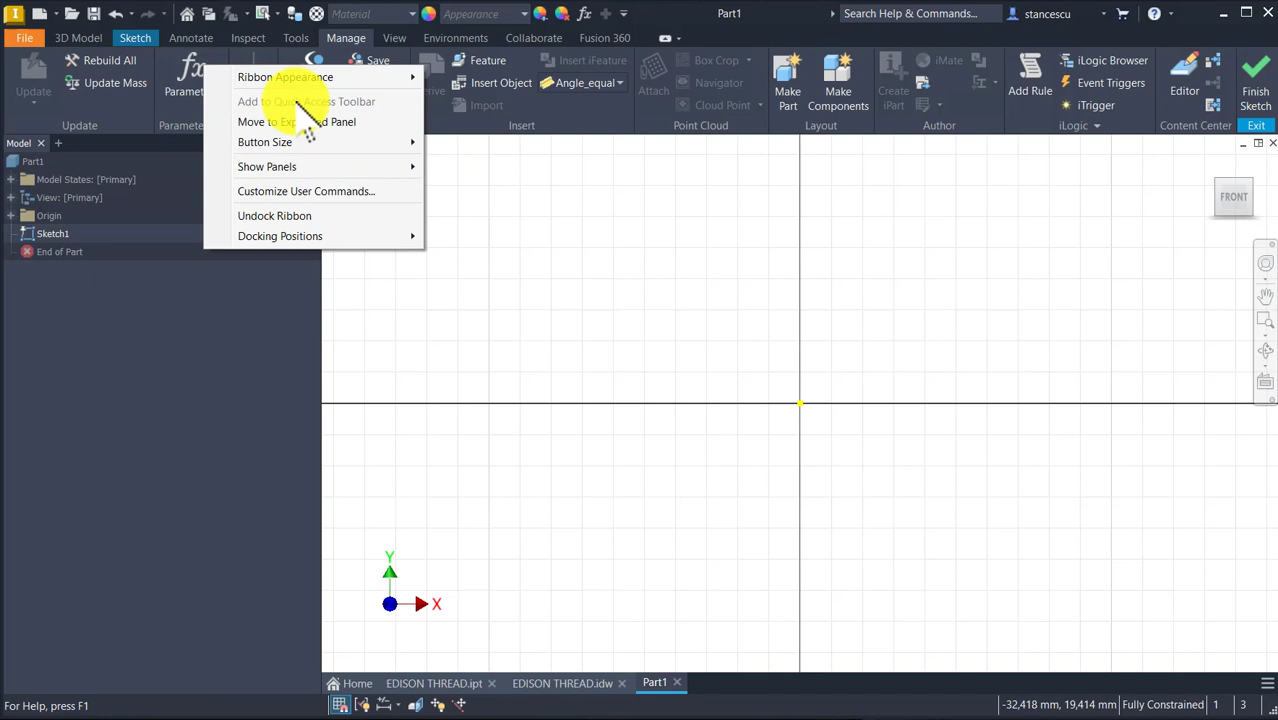 Material
Appearance
Part1
Search Help & Commands...
stancescu
File
3D Model
Sketch
Annotate
Inspect
Tools
Manage
View
Environments
Collaborate
Fusion 360
Update
Rebuild All
Update Mass
Update
fx
Save
Ribbon Appearance
Add to Quick Access Toolbar
Move to Expanded Panel
Button Size
Show Panels
Customize User Commands...
Undock Ribbon
Docking Positions
Feature
Insert Object
Import
Insert iFeature
Angle_equal
Insert
Attach
Box Crop
Navigator
Cloud Point
Point Cloud
Make
Part
Make
Components
Layout
Create
iPart
iMate
Author
Add Rule
iLogic Browser
Event Triggers
iTrigger
iLogic
Editor
Content Center
Finish
Sketch
Exit
Model
Part1
Model States: [Primary]
View: [Primary]
Origin
Sketch1
End of Part
FRONT
Y
X
Home
EDISON THREAD.ipt
EDISON THREAD.idw
Part1
For Help, press F1
-32,418 mm, 19,414 mm
Fully Constrained
1
3